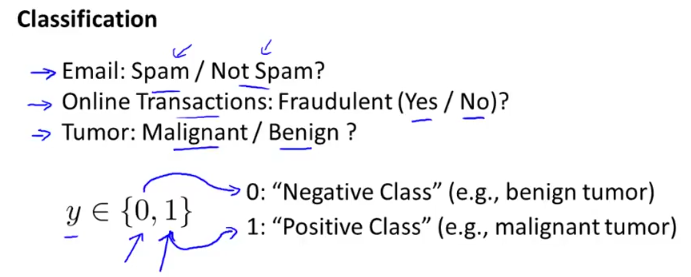 Classification
Email: Spam / Not Spam?
Online Transactions: Fraudulent (Yes / No)?
Tumor: Malignant / Benign ?
y ∈ {0, 1}
0: “Negative Class” (e.g., benign tumor)
1: “Positive Class” (e.g., malignant tumor)